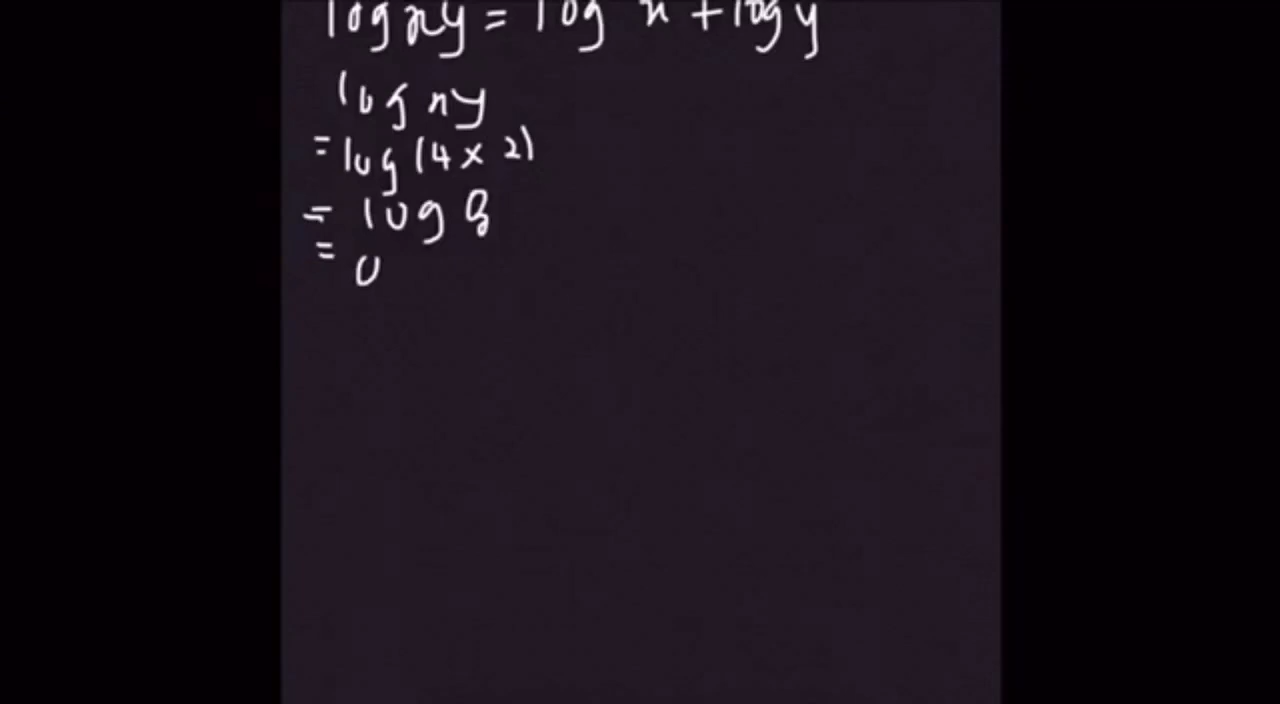 log xy = log x + log y
log xy
= log (4 x 2)
= log 8
= 0